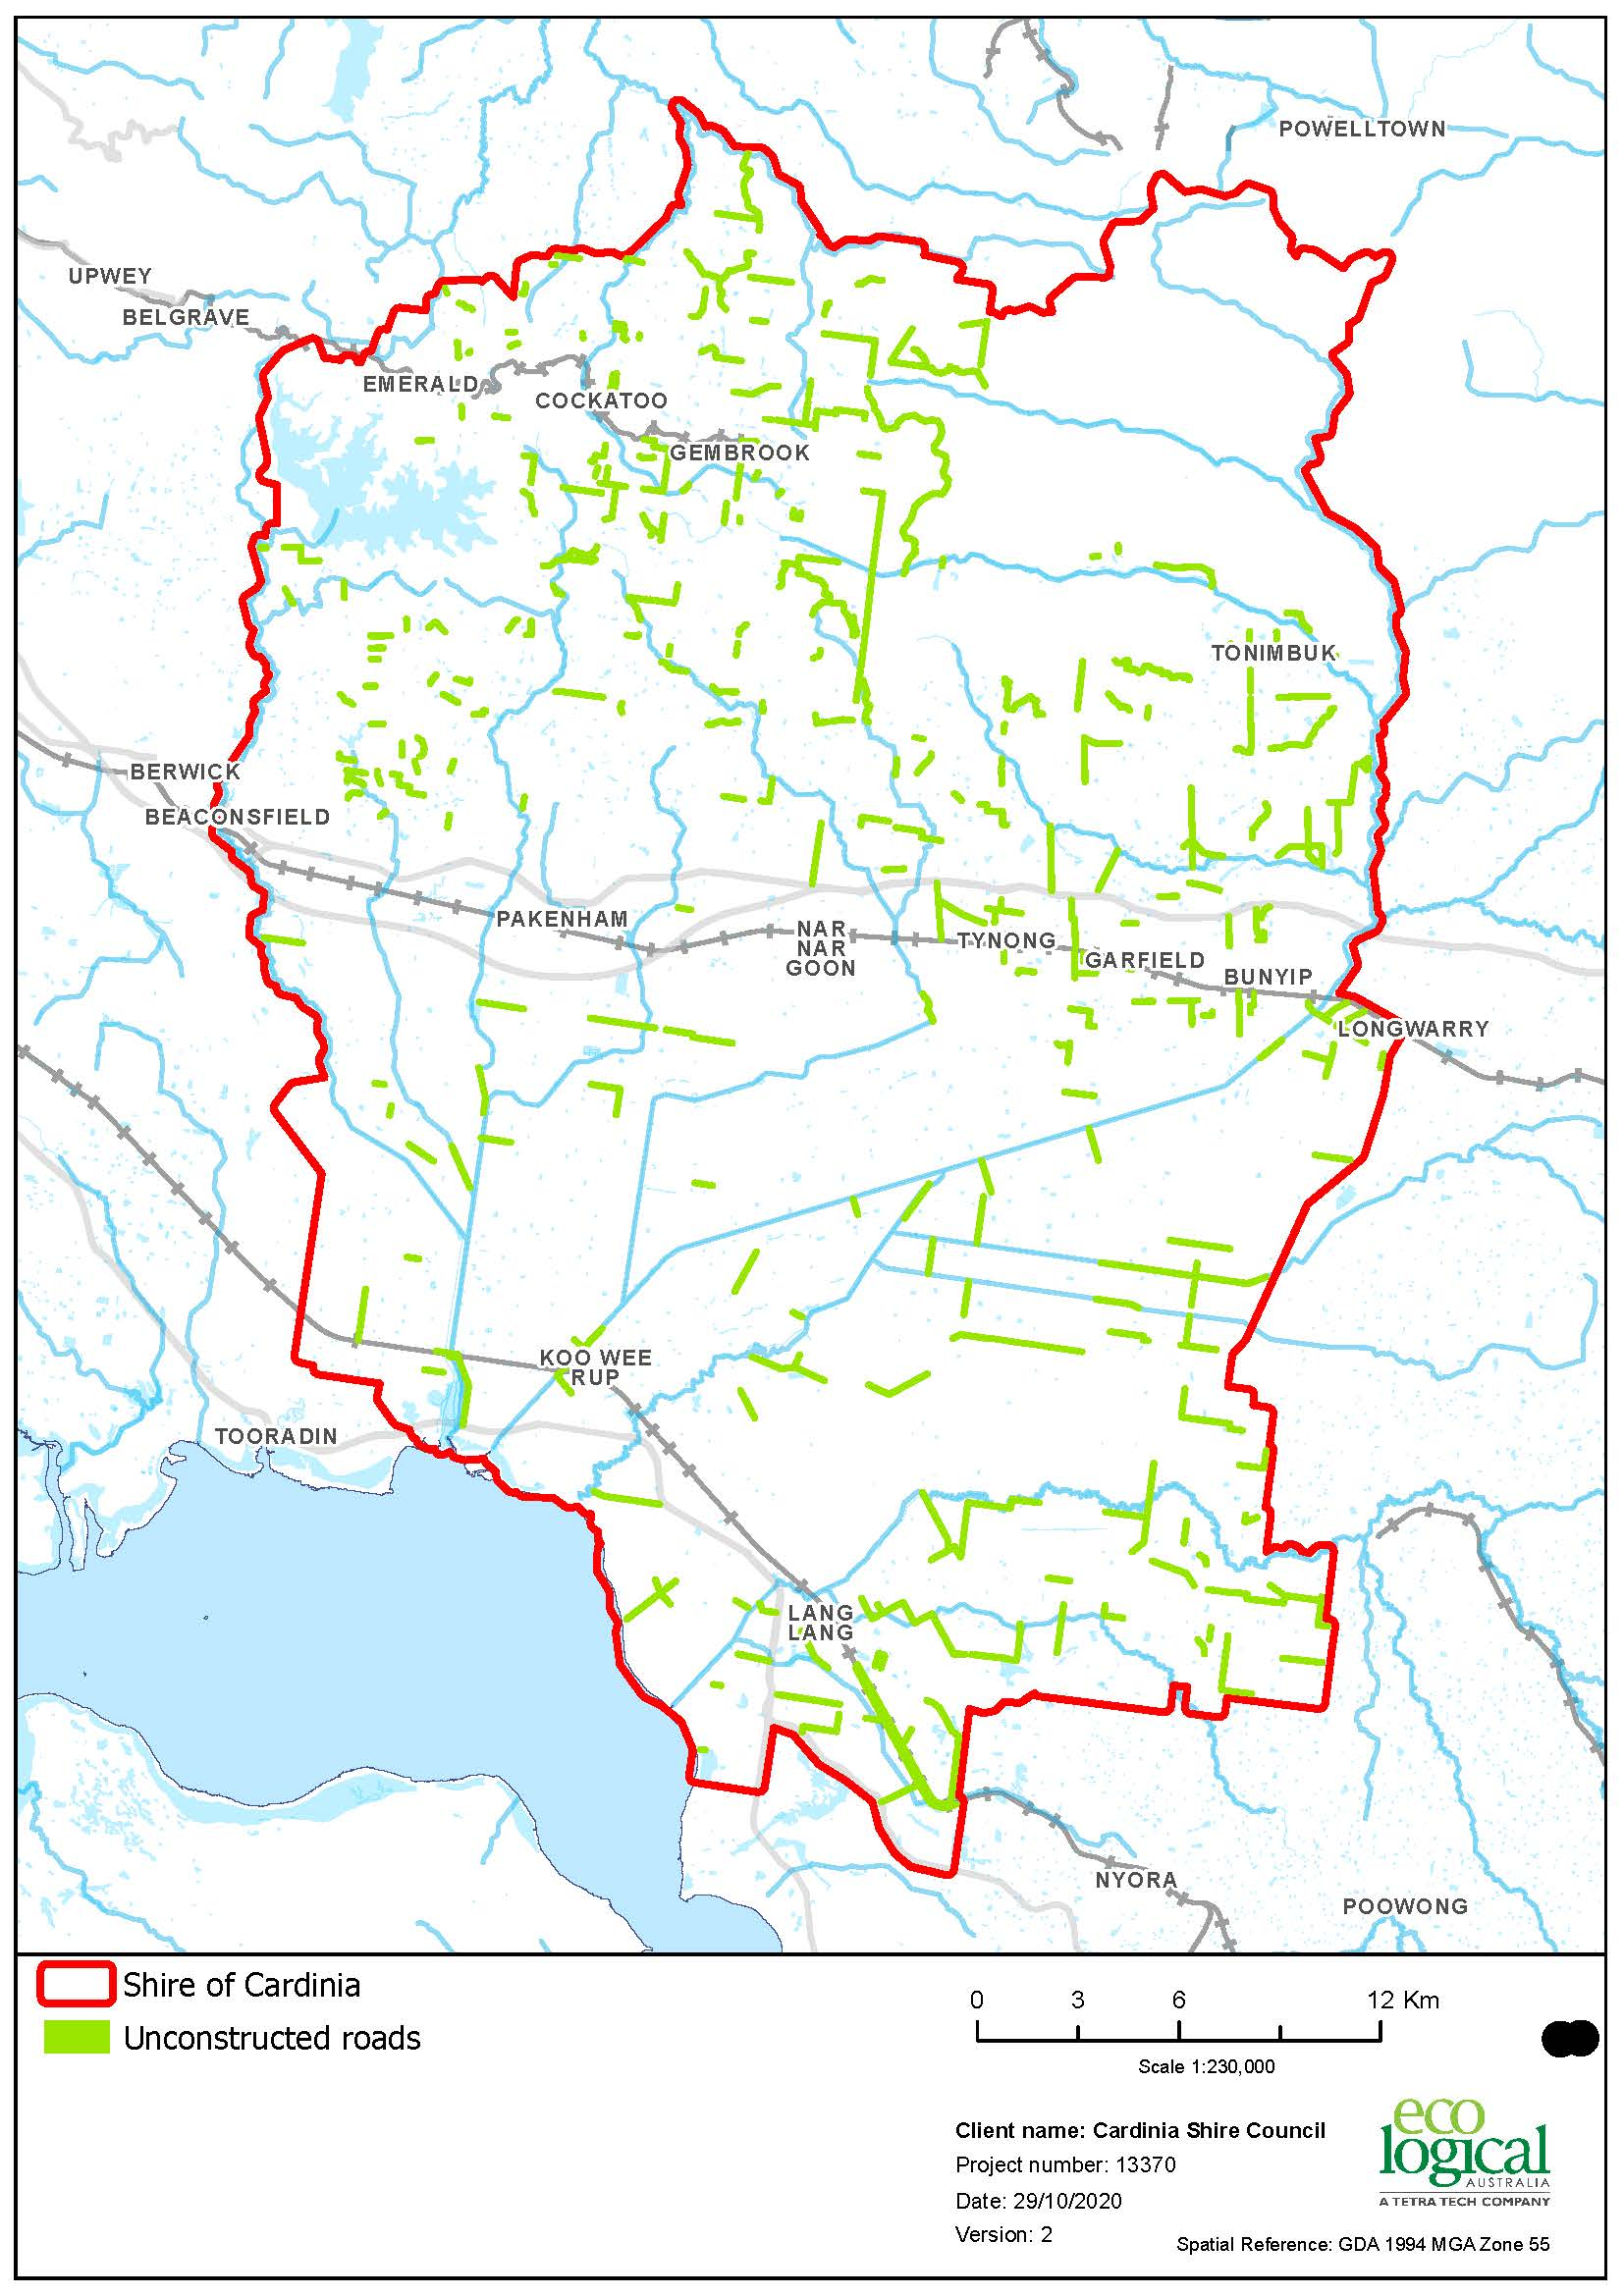 POWELLTOWN
UPWEY
BELGRAVE
EMERALD
COCKATOO
GEMBROOK
TONIMBUK
BERWICK
BEACONSFIELD
PAKENHAM
NAR
NAR
GOON
TYNONG
GARFIELD
BUNYIP
LONGWARRY
KOO WEE
RUP
TOORADIN
LANG
LANG
NYORA
POOWONG
Shire of Cardinia
Unconstructed roads
0 3 6 12 Km
Scale 1:230,000
Client name: Cardinia Shire Council
Project number: 13370
Date: 29/10/2020
Version: 2
eco
logical
AUSTRALIA
A TETRA TECH COMPANY
Spatial Reference: GDA 1994 MGA Zone 55